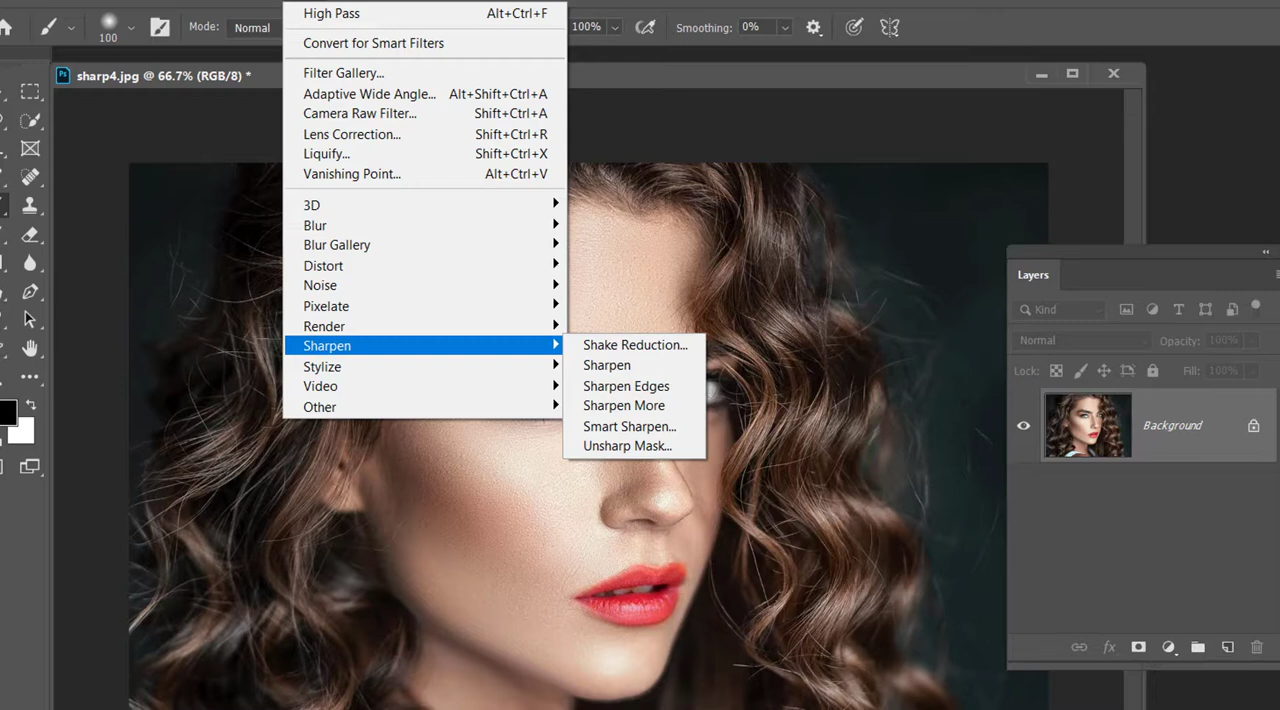 High Pass Alt+Ctrl+F
100 Mode: Normal 100% Smoothing: 0%
Convert for Smart Filters
Ps sharp4.jpg @ 66.7% (RGB/8) *
Filter Gallery...
Adaptive Wide Angle... Alt+Shift+Ctrl+A
Camera Raw Filter... Shift+Ctrl+A
Lens Correction... Shift+Ctrl+R
Liquify... Shift+Ctrl+X
Vanishing Point... Alt+Ctrl+V
3D
Blur
Blur Gallery
Distort
Noise
Pixelate
Render
Sharpen
Stylize
Video
Other
Shake Reduction...
Sharpen
Sharpen Edges
Sharpen More
Smart Sharpen...
Unsharp Mask...
Layers
Kind
Normal Opacity: 100%
Lock: Fill: 100%
Background
fx